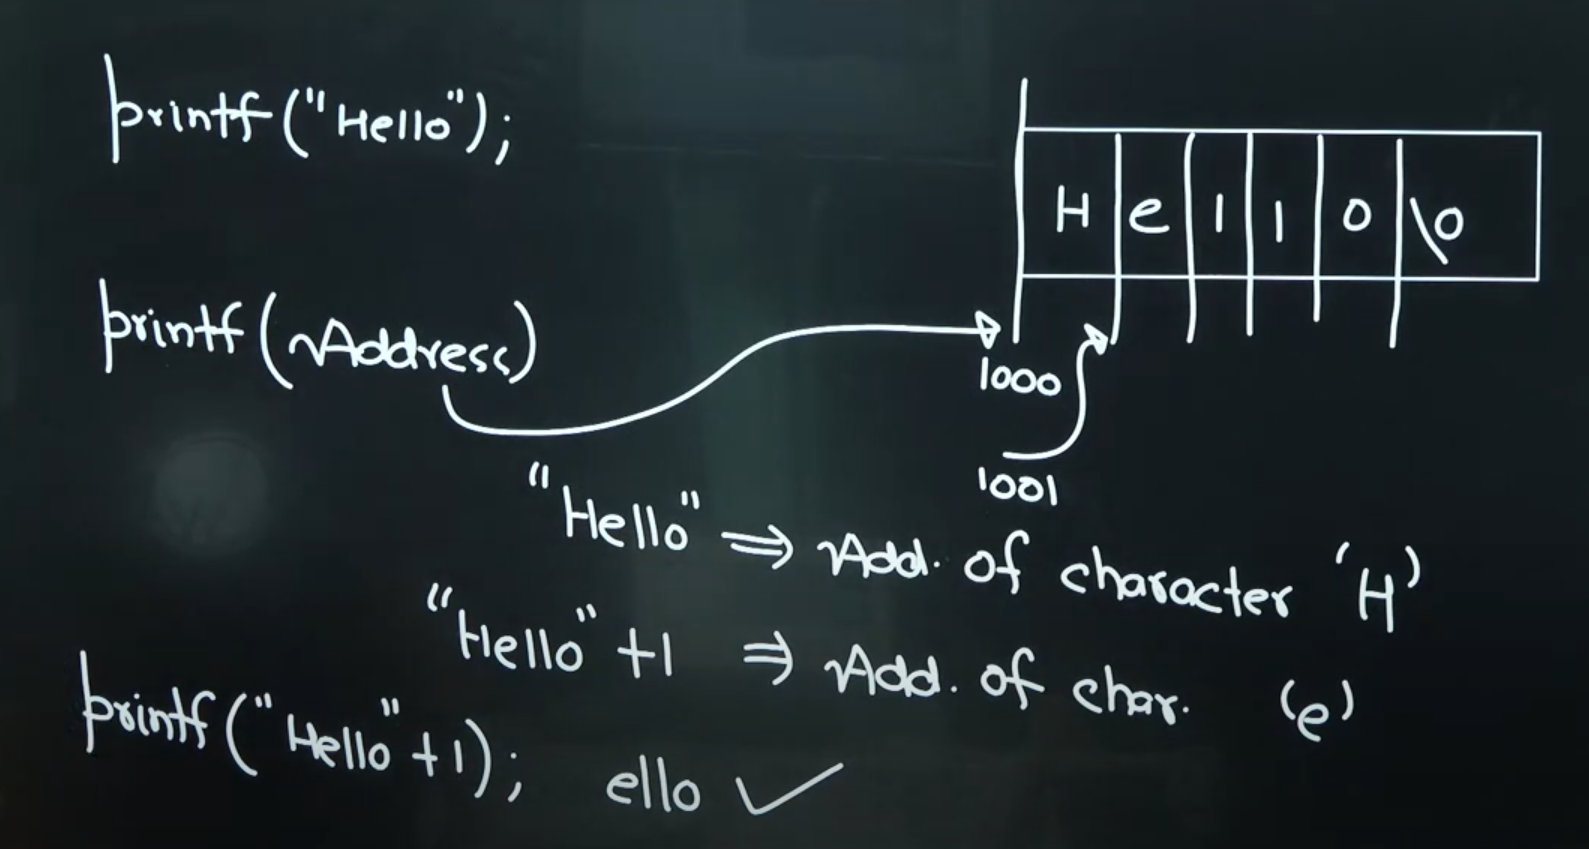 printf("Hello");
H e l l o \0
printf(Address)
1000
1001
"Hello" ⇒ Add. of character 'H'
"Hello"+1 ⇒ Add. of char. 'e'
printf("Hello"+1); ello ✓